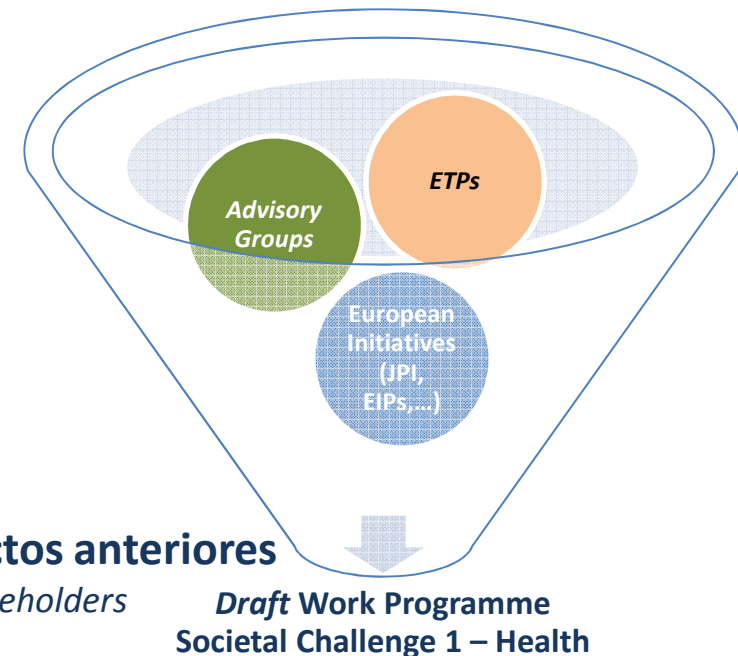 ETPs
Advisory
Groups
European
Initiatives
(JPI,
EIPs,...)
ctos anteriores
eholders
Draft Work Programme
Societal Challenge 1 – Health